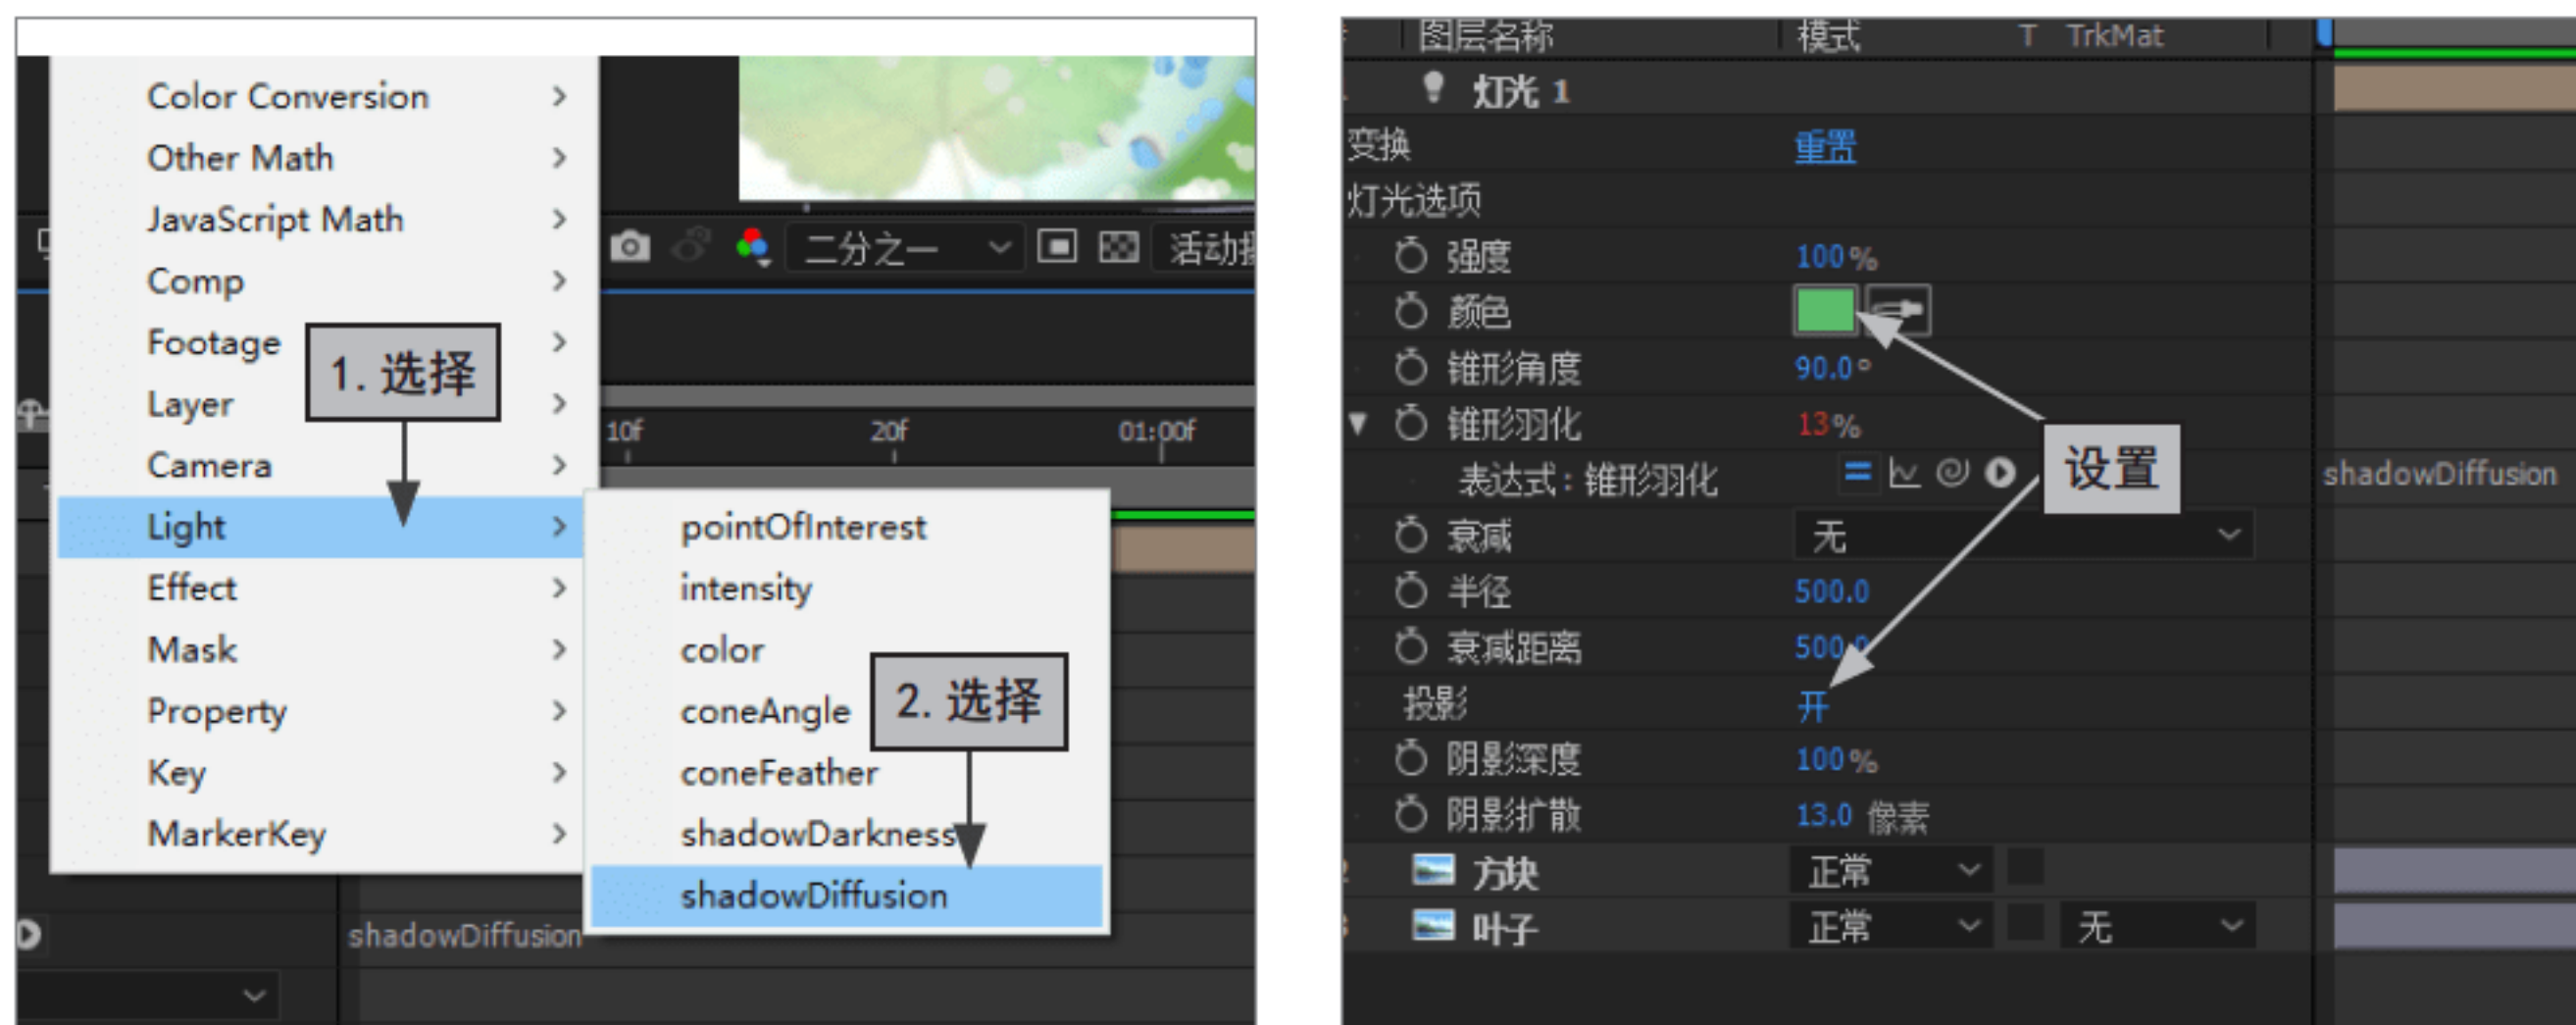 Color Conversion
Other Math
JavaScript Math
Comp
Footage
1. 选择
Layer
Camera
Light
Effect
Mask
Property
Key
MarkerKey
二分之一
10f
20f
01:00f
pointOfInterest
intensity
color
coneAngle
2. 选择
coneFeather
shadowDarkness
shadowDiffusion
shadowDiffusion
图层名称 模式 T TrkMat
灯光 1
变换 重置
灯光选项
强度 100 %
颜色
锥形角度 90.0°
锥形羽化 13 %
设置
表达式 : 锥形羽化 shadowDiffusion
衰减 无
半径 500.0
衰减距离 500.0
投影 开
阴影深度 100 %
阴影扩散 13.0 像素
方块 正常
叶子 正常 无